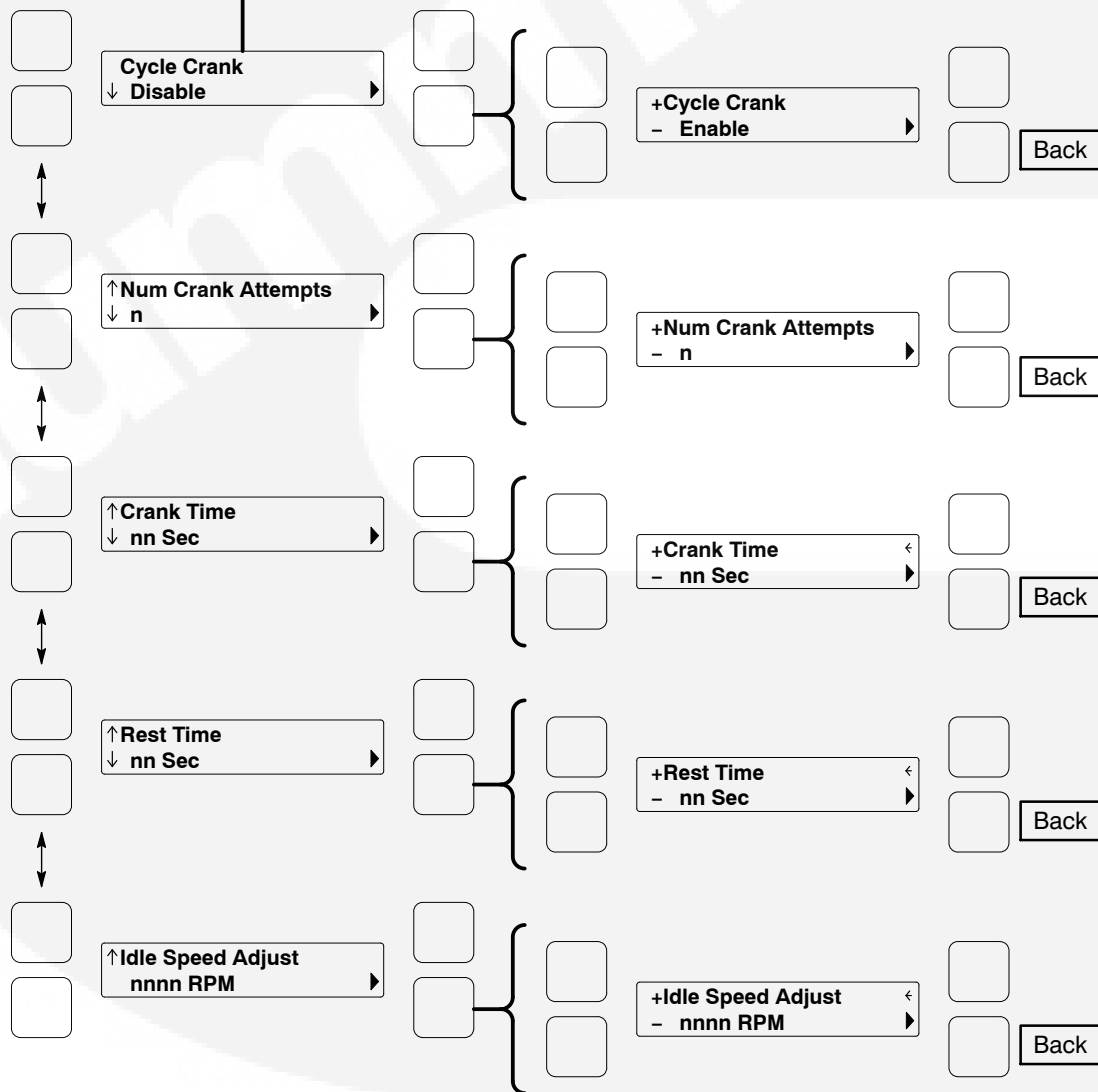 Cycle Crank
↓ Disable
+Cycle Crank
– Enable
Back
↑Num Crank Attempts
↓ n
+Num Crank Attempts
– n
Back
↑Crank Time
↓ nn Sec
+Crank Time ←
– nn Sec
Back
↑Rest Time
↓ nn Sec
+Rest Time ←
– nn Sec
Back
↑Idle Speed Adjust
nnnn RPM
+Idle Speed Adjust ←
– nnnn RPM
Back